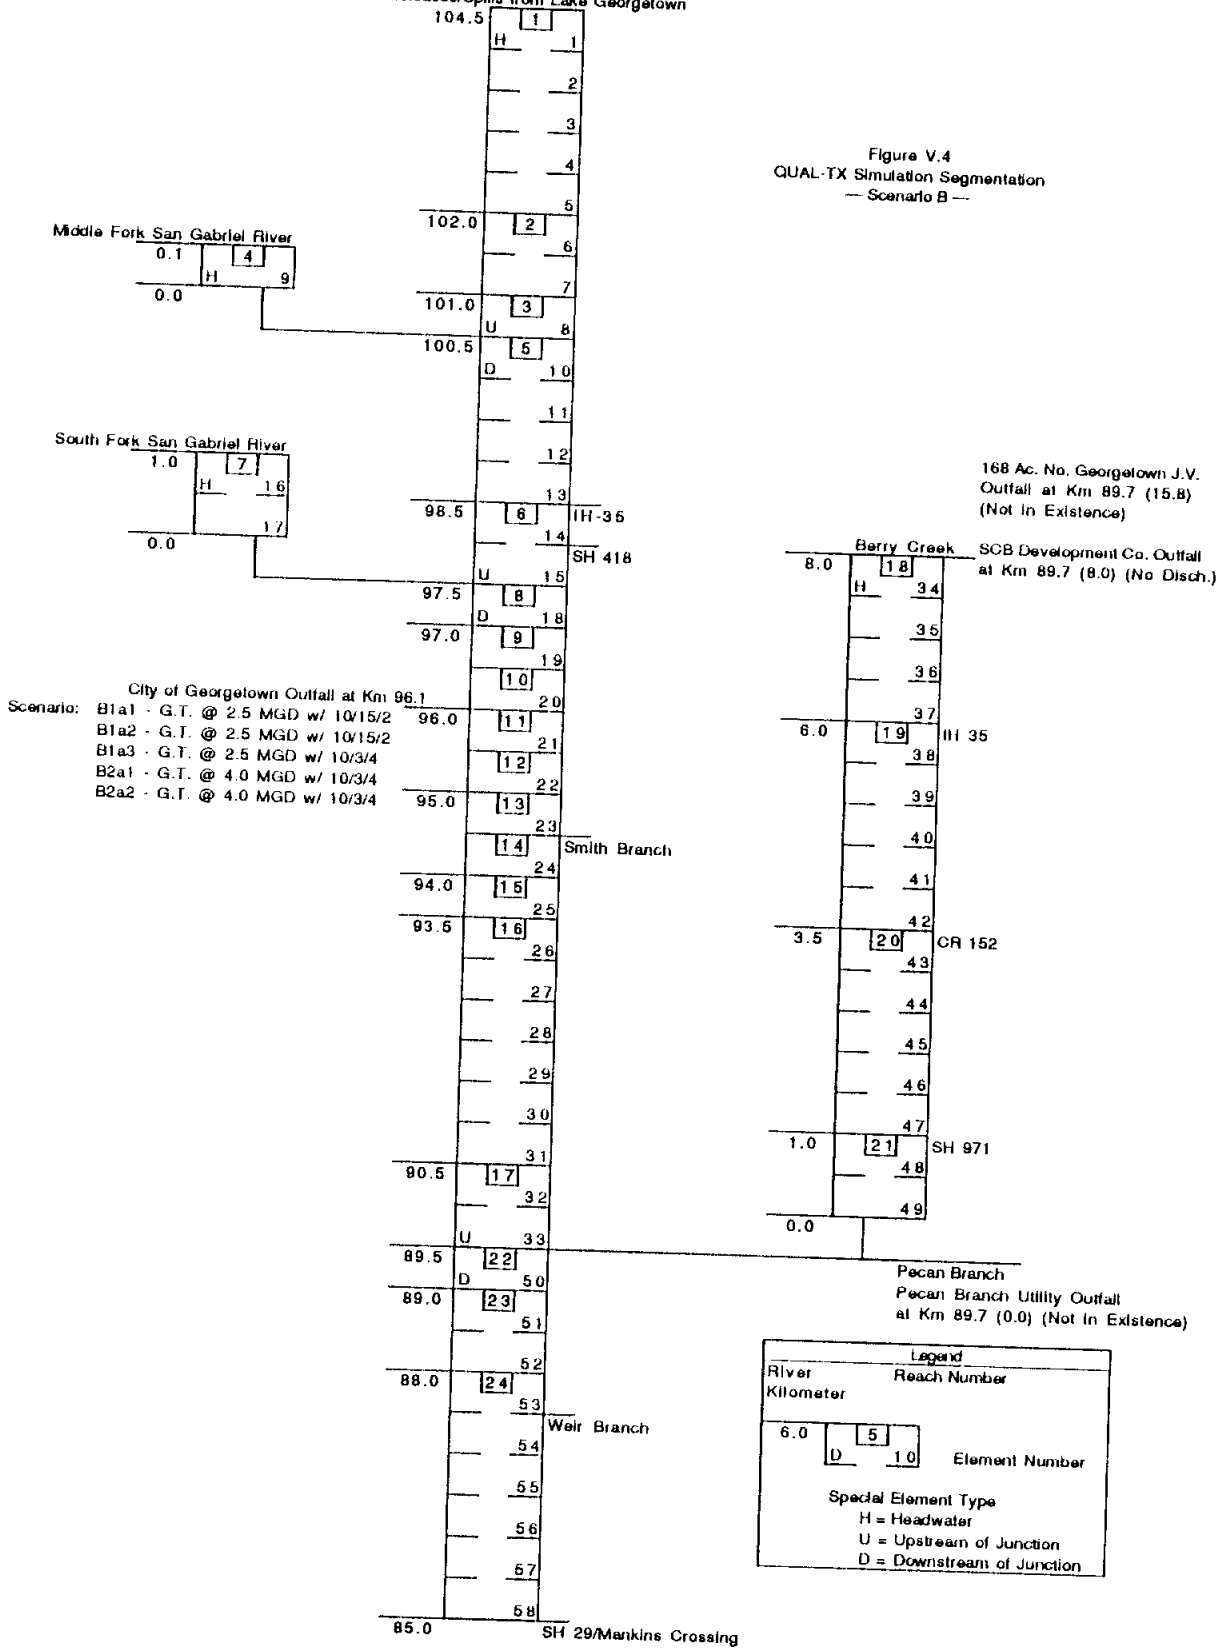 from Lake Georgetown
104.5 1
H 1
2
3
4
5
102.0 2
6
7
101.0 3
U 8
100.5 5
D 10
11
12
13
98.5 6 IH-35
14
SH 418
U 15
97.5 8
D 18
97.0 9
19
10
20
96.0 11
21
12
22
95.0 13
23
14 Smith Branch
24
94.0 15
25
93.5 16
26
27
28
29
30
31
90.5 17
32
U 33
89.5 22
D 50
89.0 23
51
52
88.0 24
53
Weir Branch
54
55
56
57
58
85.0
SH 29/Mankins Crossing
Figure V.4
QUAL-TX Simulation Segmentation
— Scenario B —
Middle Fork San Gabriel River
0.1 4
H 9
0.0
South Fork San Gabriel River
1.0 7
H 16
17
0.0
City of Georgetown Outfall at Km 96.1
Scenario: B1a1 - G.T. @ 2.5 MGD w/ 10/15/2
B1a2 - G.T. @ 2.5 MGD w/ 10/15/2
B1a3 - G.T. @ 2.5 MGD w/ 10/3/4
B2a1 - G.T. @ 4.0 MGD w/ 10/3/4
B2a2 - G.T. @ 4.0 MGD w/ 10/3/4
168 Ac. No. Georgetown J.V.
Outfall at Km 89.7 (15.8)
(Not In Existence)
Berry Creek
SCB Development Co. Outfall
at Km 89.7 (8.0) (No Disch.)
8.0 18
H 34
35
36
37
6.0 19 IH 35
38
39
40
41
42
3.5 20 CR 152
43
44
45
46
47
1.0 21 SH 971
48
49
0.0
Pecan Branch
Pecan Branch Utility Outfall
at Km 89.7 (0.0) (Not In Existence)
Legend
River Reach Number
Kilometer
6.0 5
D 10 Element Number
Special Element Type
H = Headwater
U = Upstream of Junction
D = Downstream of Junction